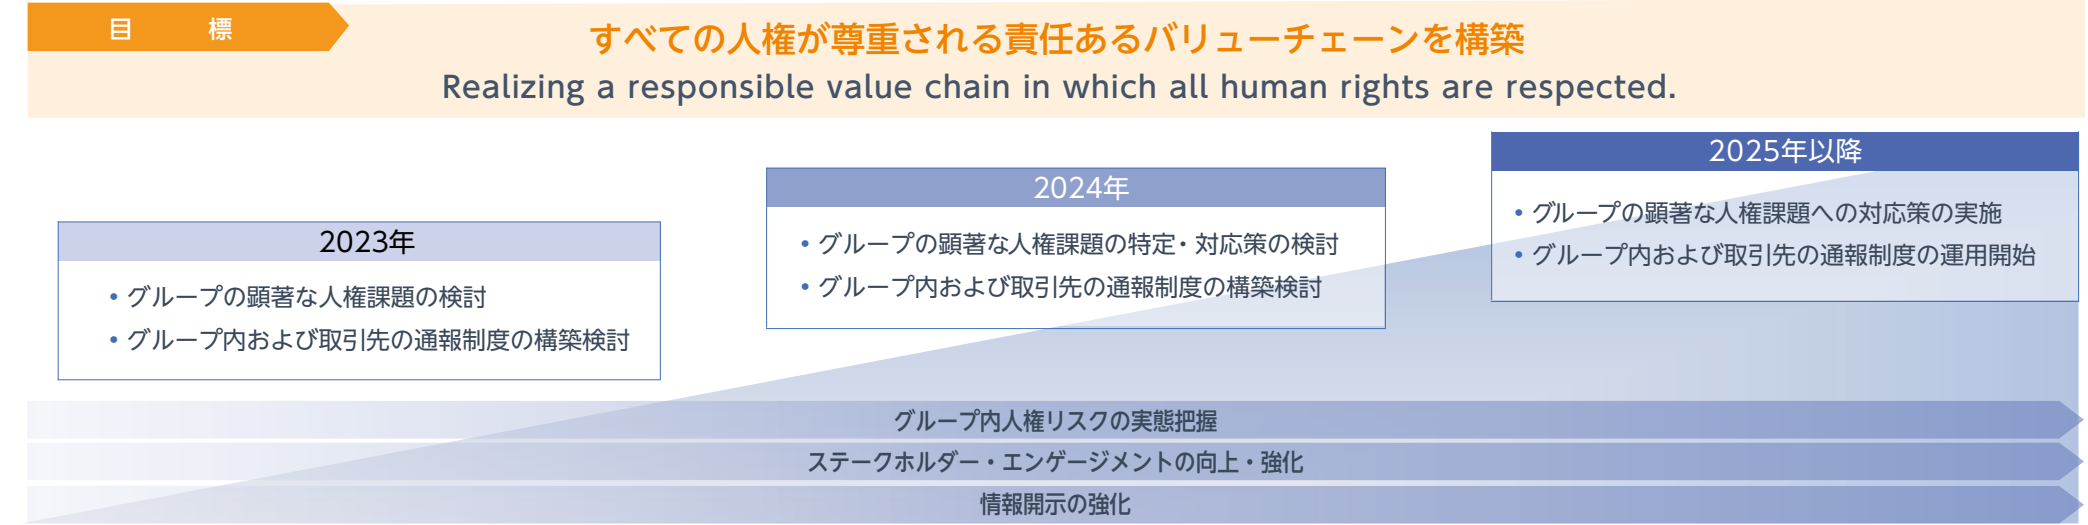 目 標
すべての人権が尊重される責任あるバリューチェーンを構築
Realizing a responsible value chain in which all human rights are respected.
2023年
• グループの顕著な人権課題の検討
• グループ内および取引先の通報制度の構築検討
2024年
• グループの顕著な人権課題の特定・対応策の検討
• グループ内および取引先の通報制度の構築検討
2025年以降
• グループの顕著な人権課題への対応策の実施
• グループ内および取引先の通報制度の運用開始
グループ内人権リスクの実態把握
ステークホルダー・エンゲージメントの向上・強化
情報開示の強化